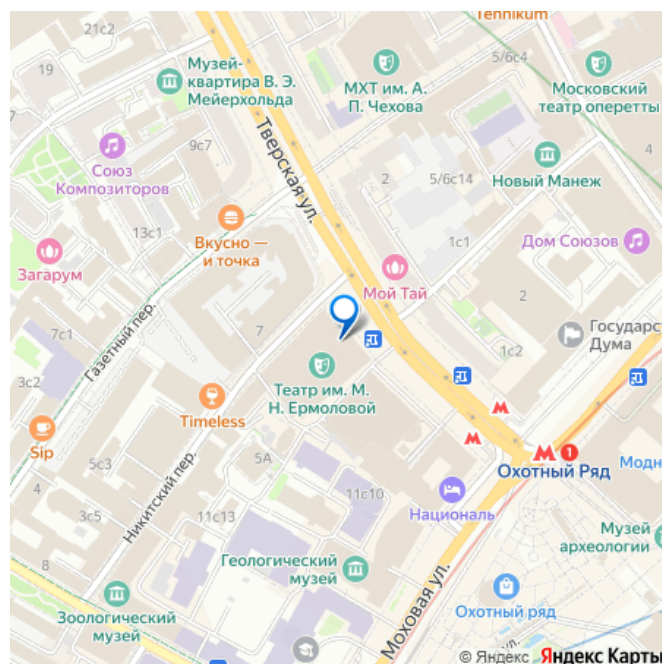 Tennikum
21с2
5/6с4
19
Музей-
квартира В. Э.
Мейерхольда
МХТ им. А.
П. Чехова
Московский
театр оперетты
4
9с7
Тверская ул.
Союз
Композиторов
2
5/6с14
Новый Манеж
13с1
Вкусно —
и точка
1с1
Дом Союзов
Загарум
Мой Тай
2
Газетный пер.
7
7с1
Государст
Дума
1с2
3с2
Театр им. М.
Н. Ермоловой
Timeless
Sip
М
М
М 1
Охотный Ряд
5с3
5А
Модн
Никитский пер.
4
3с5
11с10
Националь
11с13
Музей
археологии
8
Геологический
музей
Моховая ул.
Охотный ряд
Зоологический
музей
ул.
© Яндекс Яндекс Карты